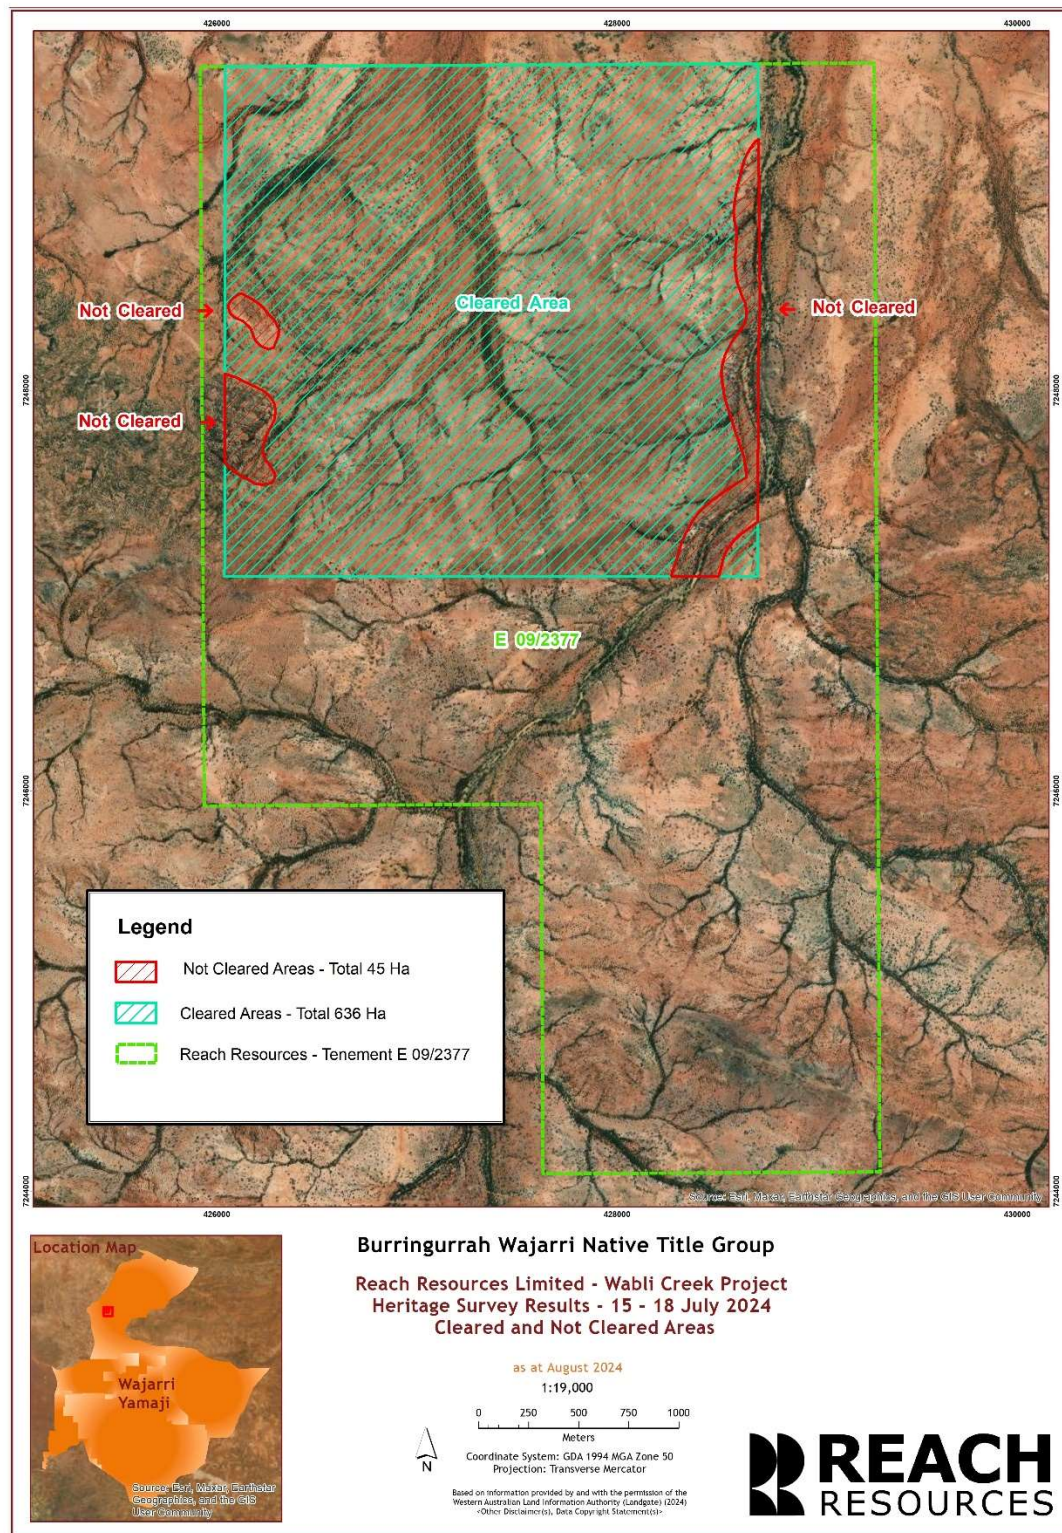 426000
428000
430000
Not Cleared
Cleared Area
Not Cleared
7248000
7248000
Not Cleared
E 09/2377
7246000
7246000
Legend
Not Cleared Areas - Total 45 Ha
Cleared Areas - Total 636 Ha
Reach Resources - Tenement E 09/2377
7244000
7244000
Source: Esri, Maxar, Earthstar Geographics, and the GIS User Community
426000
428000
430000
Location Map
Wajarri
Yamaji
Source: Esri, Maxar, Earthstar
Geographics, and the GIS
User Community
Burringurrah Wajarri Native Title Group
Reach Resources Limited - Wabli Creek Project
Heritage Survey Results - 15 - 18 July 2024
Cleared and Not Cleared Areas
as at August 2024
1:19,000
0 250 500 750 1000
Meters
N
Coordinate System: GDA 1994 MGA Zone 50
Projection: Transverse Mercator
Based on information provided by and with the permission of the
Western Australian Land Information Authority (Landgate) (2024)
<Other Disclaimer(s), Data Copyright Statement(s)>
REACH
RESOURCES